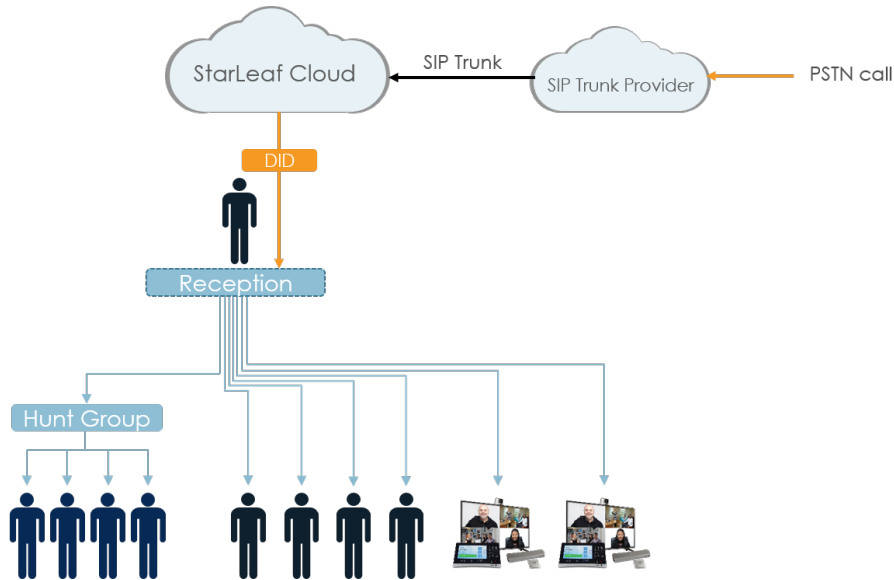 StarLeaf Cloud
SIP Trunk
SIP Trunk Provider
PSTN call
DID
Reception
Hunt Group